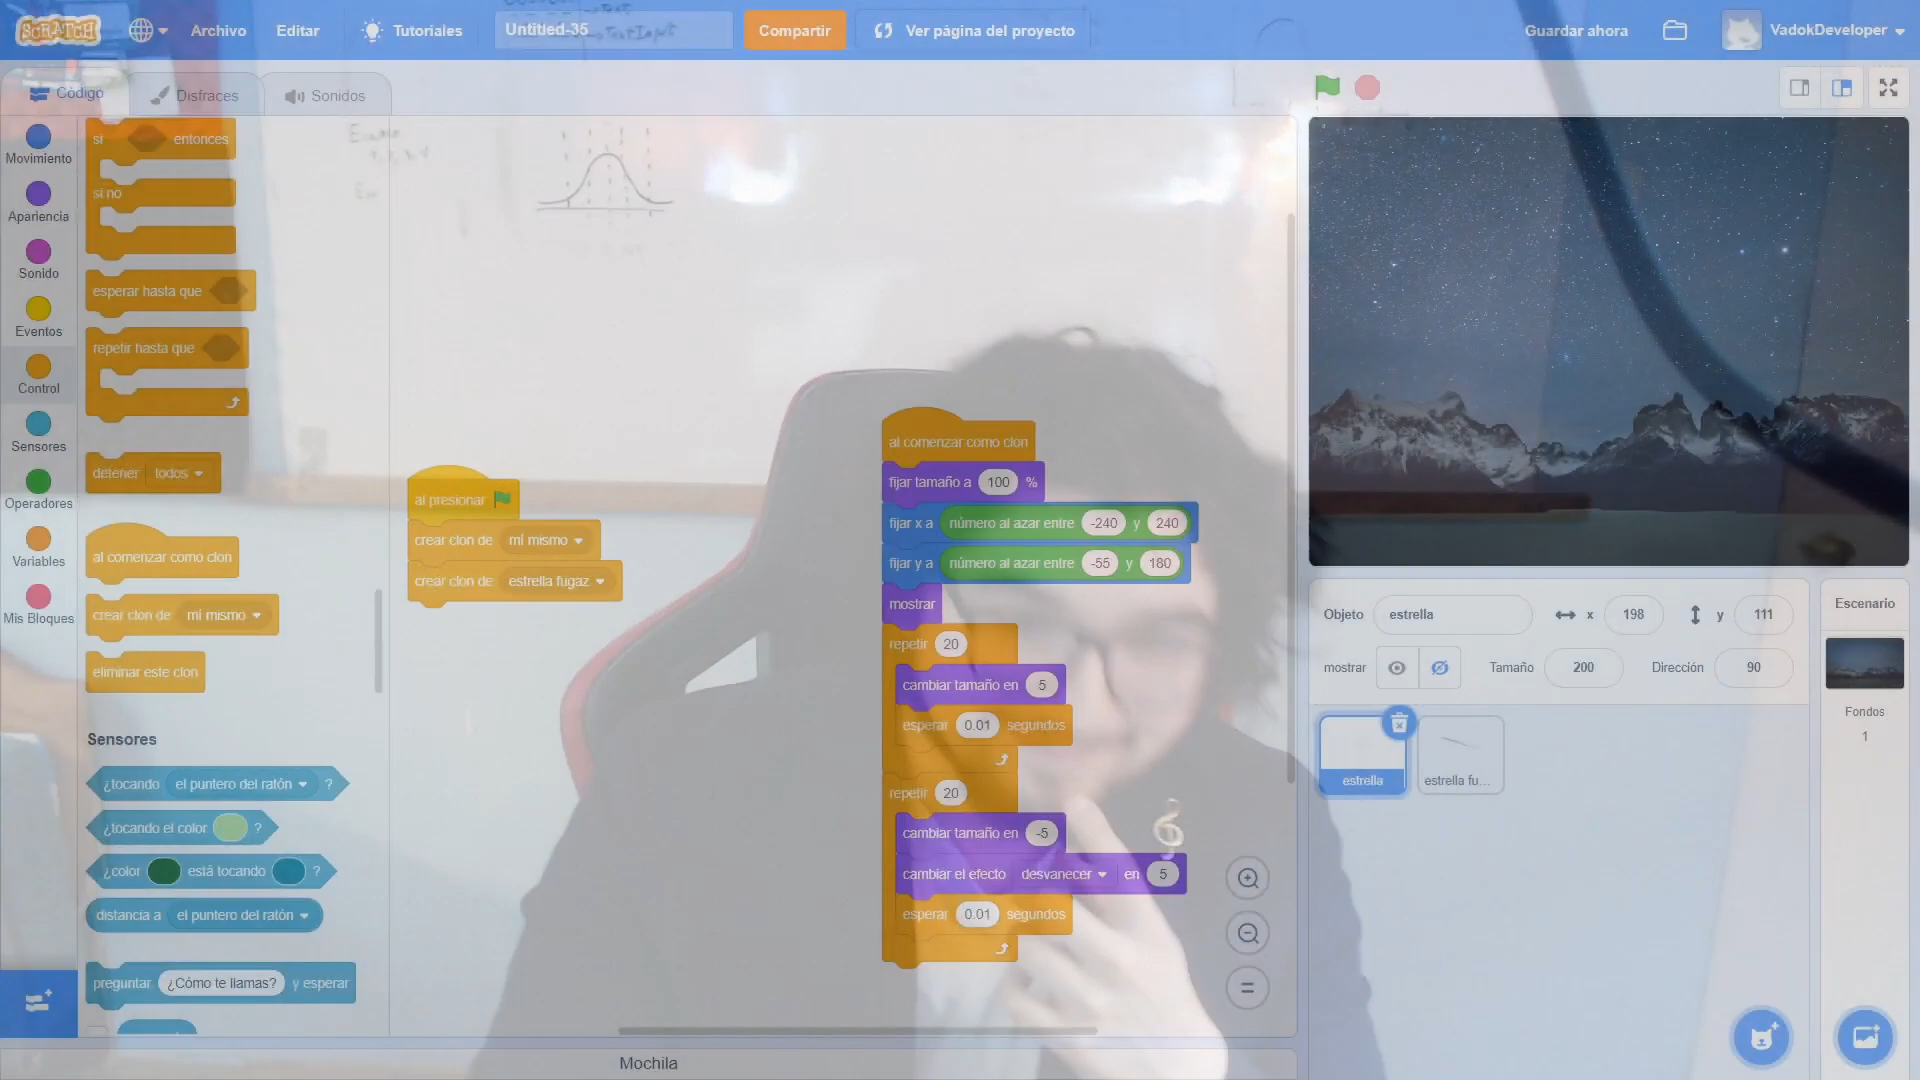 SCRATCH
Archivo
Editar
Tutoriales
Untitled-35
Compartir
Ver página del proyecto
Guardar ahora
VadokDeveloper
Código
Disfraces
Sonidos
Movimiento
Apariencia
Sonido
Eventos
Control
Sensores
Operadores
Variables
Mis Bloques
si entonces
si no
esperar hasta que
repetir hasta que
detener todos
al comenzar como clon
crear clon de mí mismo
eliminar este clon
Sensores
¿tocando el puntero del ratón ?
¿tocando el color ?
¿color está tocando ?
distancia a el puntero del ratón
preguntar ¿Cómo te llamas? y esperar
al presionar
crear clon de mí mismo
crear clon de estrella fugaz
al comenzar como clon
fijar tamaño a 100 %
fijar x a número al azar entre -240 y 240
fijar y a número al azar entre -55 y 180
mostrar
repetir 20
cambiar tamaño en 5
esperar 0.01 segundos
repetir 20
cambiar tamaño en -5
cambiar el efecto desvanecer en 5
esperar 0.01 segundos
Mochila
Objeto estrella x 198 y 111
mostrar Tamaño 200 Dirección 90
estrella
estrella fu...
Escenario
Fondos
1